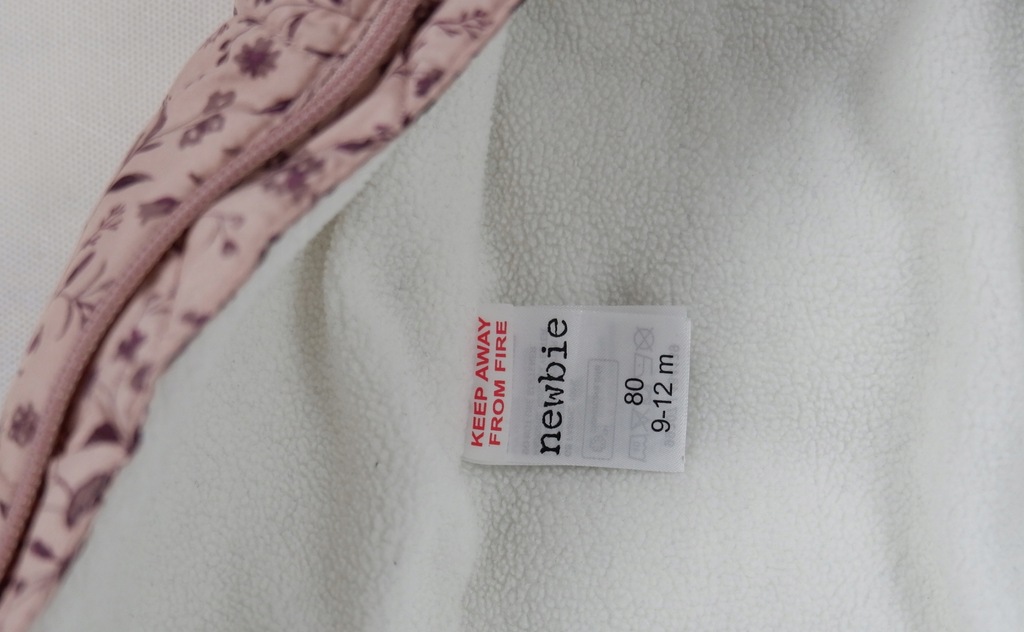 KEEP AWAY
FROM FIRE
newbie
80
9-12 m